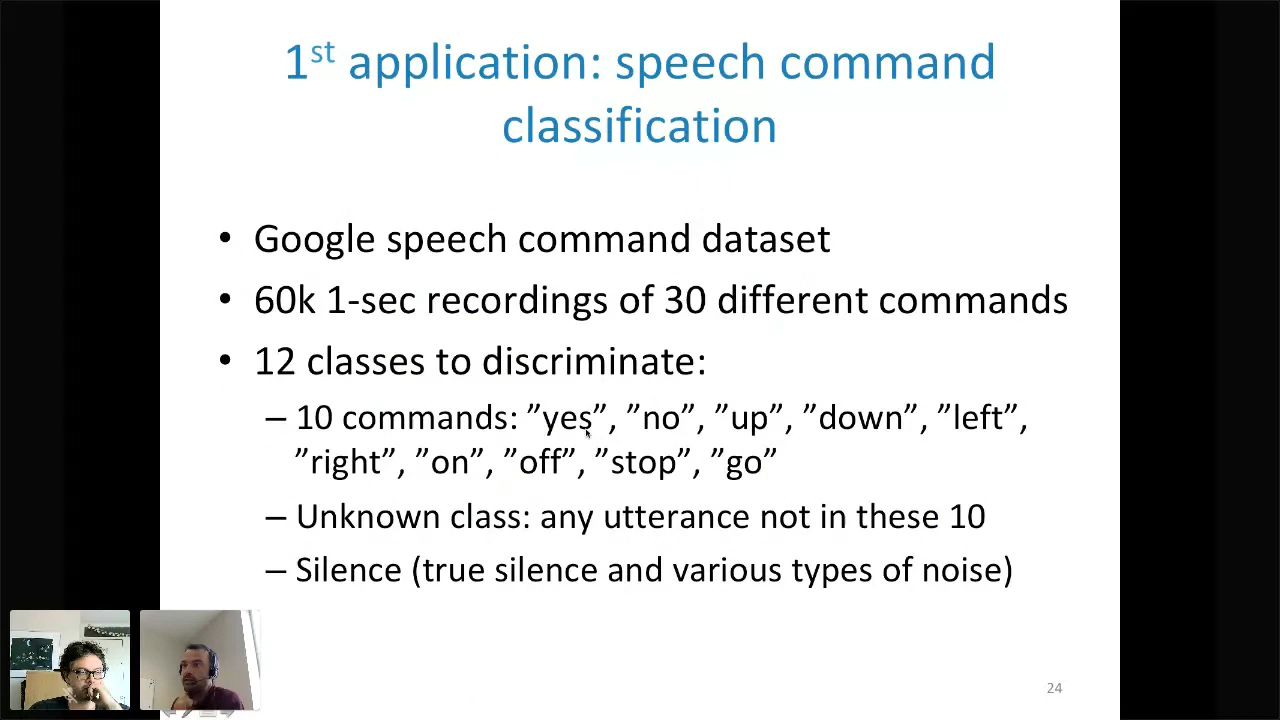 1st application: speech command
classification
• Google speech command dataset
• 60k 1-sec recordings of 30 different commands
• 12 classes to discriminate:
– 10 commands: ”yes”, ”no”, ”up”, ”down”, ”left”,
”right”, ”on”, ”off”, ”stop”, ”go”
– Unknown class: any utterance not in these 10
– Silence (true silence and various types of noise)
24